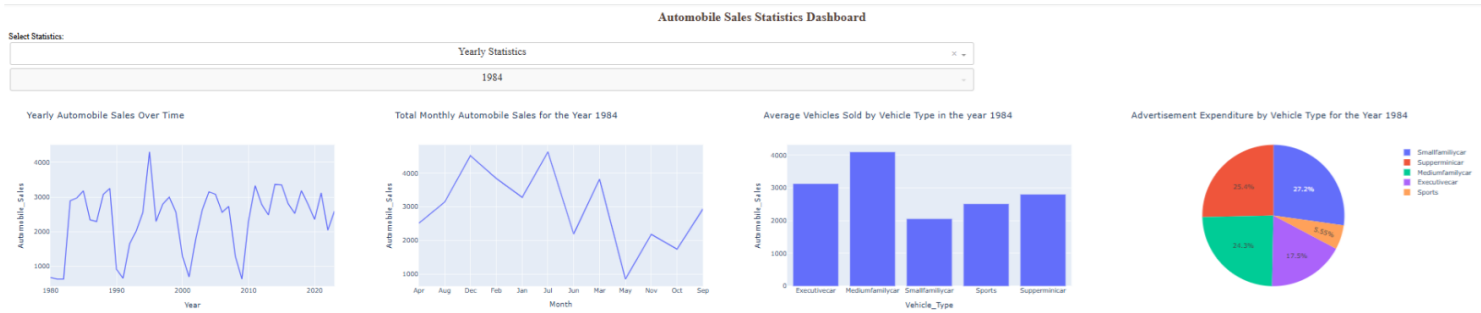 Automobile Sales Statistics Dashboard
Select Statistics:
Yearly Statistics
× 
1984
Yearly Automobile Sales Over Time
4000
3000
2000
1000
Automobile_Sales
1980
1990
2000
2010
2020
Year
Total Monthly Automobile Sales for the Year 1984
4000
3000
2000
1000
Automobile_Sales
Apr
Aug
Dec
Feb
Jan
Jul
Jun
Mar
May
Nov
Oct
Sep
Month
Average Vehicles Sold by Vehicle Type in the year 1984
4000
3000
2000
1000
0
Automobile_Sales
Executivecar
Mediumfamilycar
Smallfamiliycar
Sports
Supperminicar
Vehicle_Type
Advertisement Expenditure by Vehicle Type for the Year 1984
27.2%
25.4%
24.3%
17.5%
5.55%
Smallfamiliycar
Supperminicar
Mediumfamilycar
Executivecar
Sports